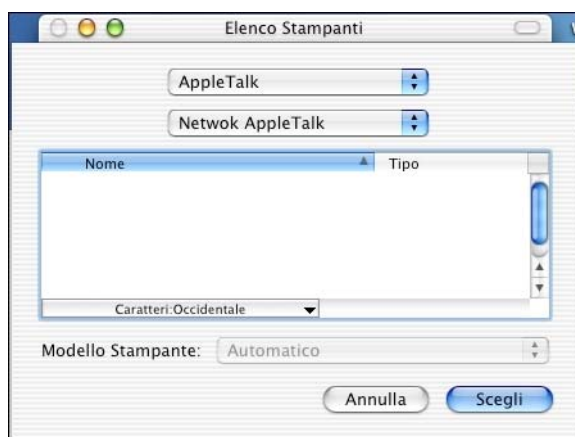 Elenco Stampanti
AppleTalk
Netwok AppleTalk
Nome Tipo
Caratteri:Occidentale
Modello Stampante: Automatico
Annulla Scegli